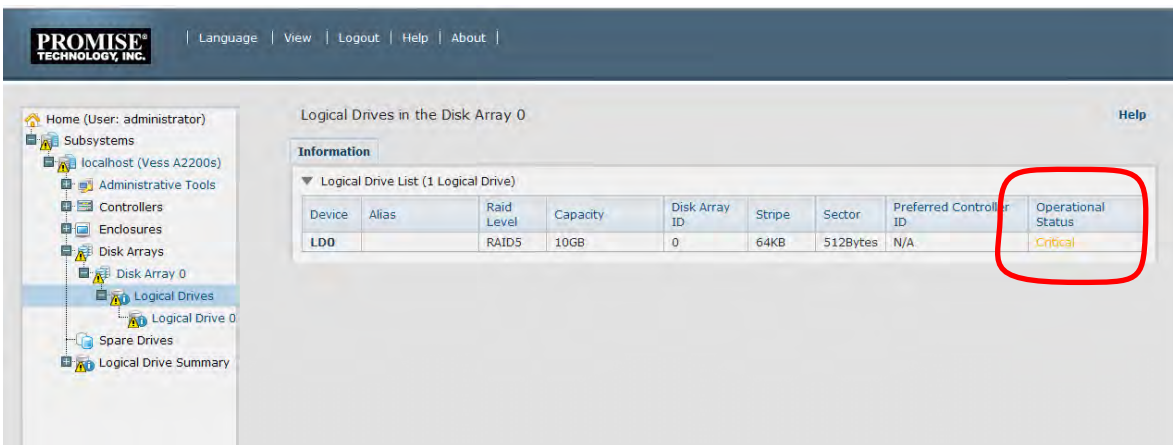 PROMISE®
TECHNOLOGY, INC.
| Language | View | Logout | Help | About |
Home (User: administrator)
Subsystems
localhost (Vess A2200s)
Administrative Tools
Controllers
Enclosures
Disk Arrays
Disk Array 0
Logical Drives
Logical Drive 0
Spare Drives
Logical Drive Summary
Logical Drives in the Disk Array 0
Help
Information
Logical Drive List (1 Logical Drive)
Device Alias Raid Level Capacity Disk Array ID Stripe Sector Preferred Controller ID Operational Status
LD0 RAID5 10GB 0 64KB 512Bytes N/A Critical